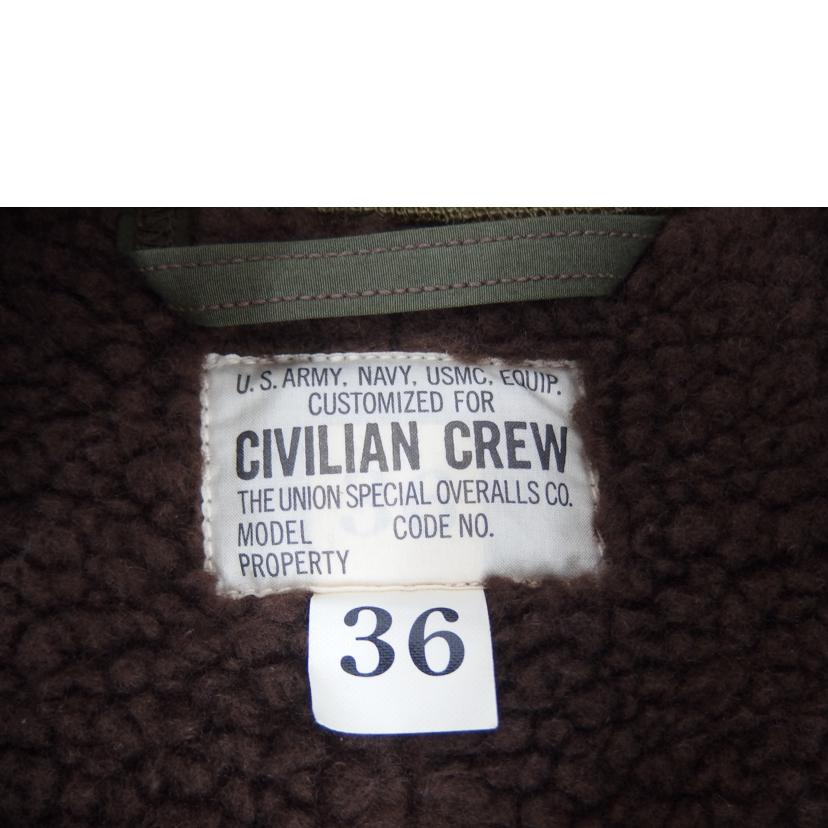 U.S. ARMY, NAVY, USMC, EQUIP.
CUSTOMIZED FOR
CIVILIAN CREW
THE UNION SPECIAL OVERALLS CO.
MODEL CODE NO.
PROPERTY
36